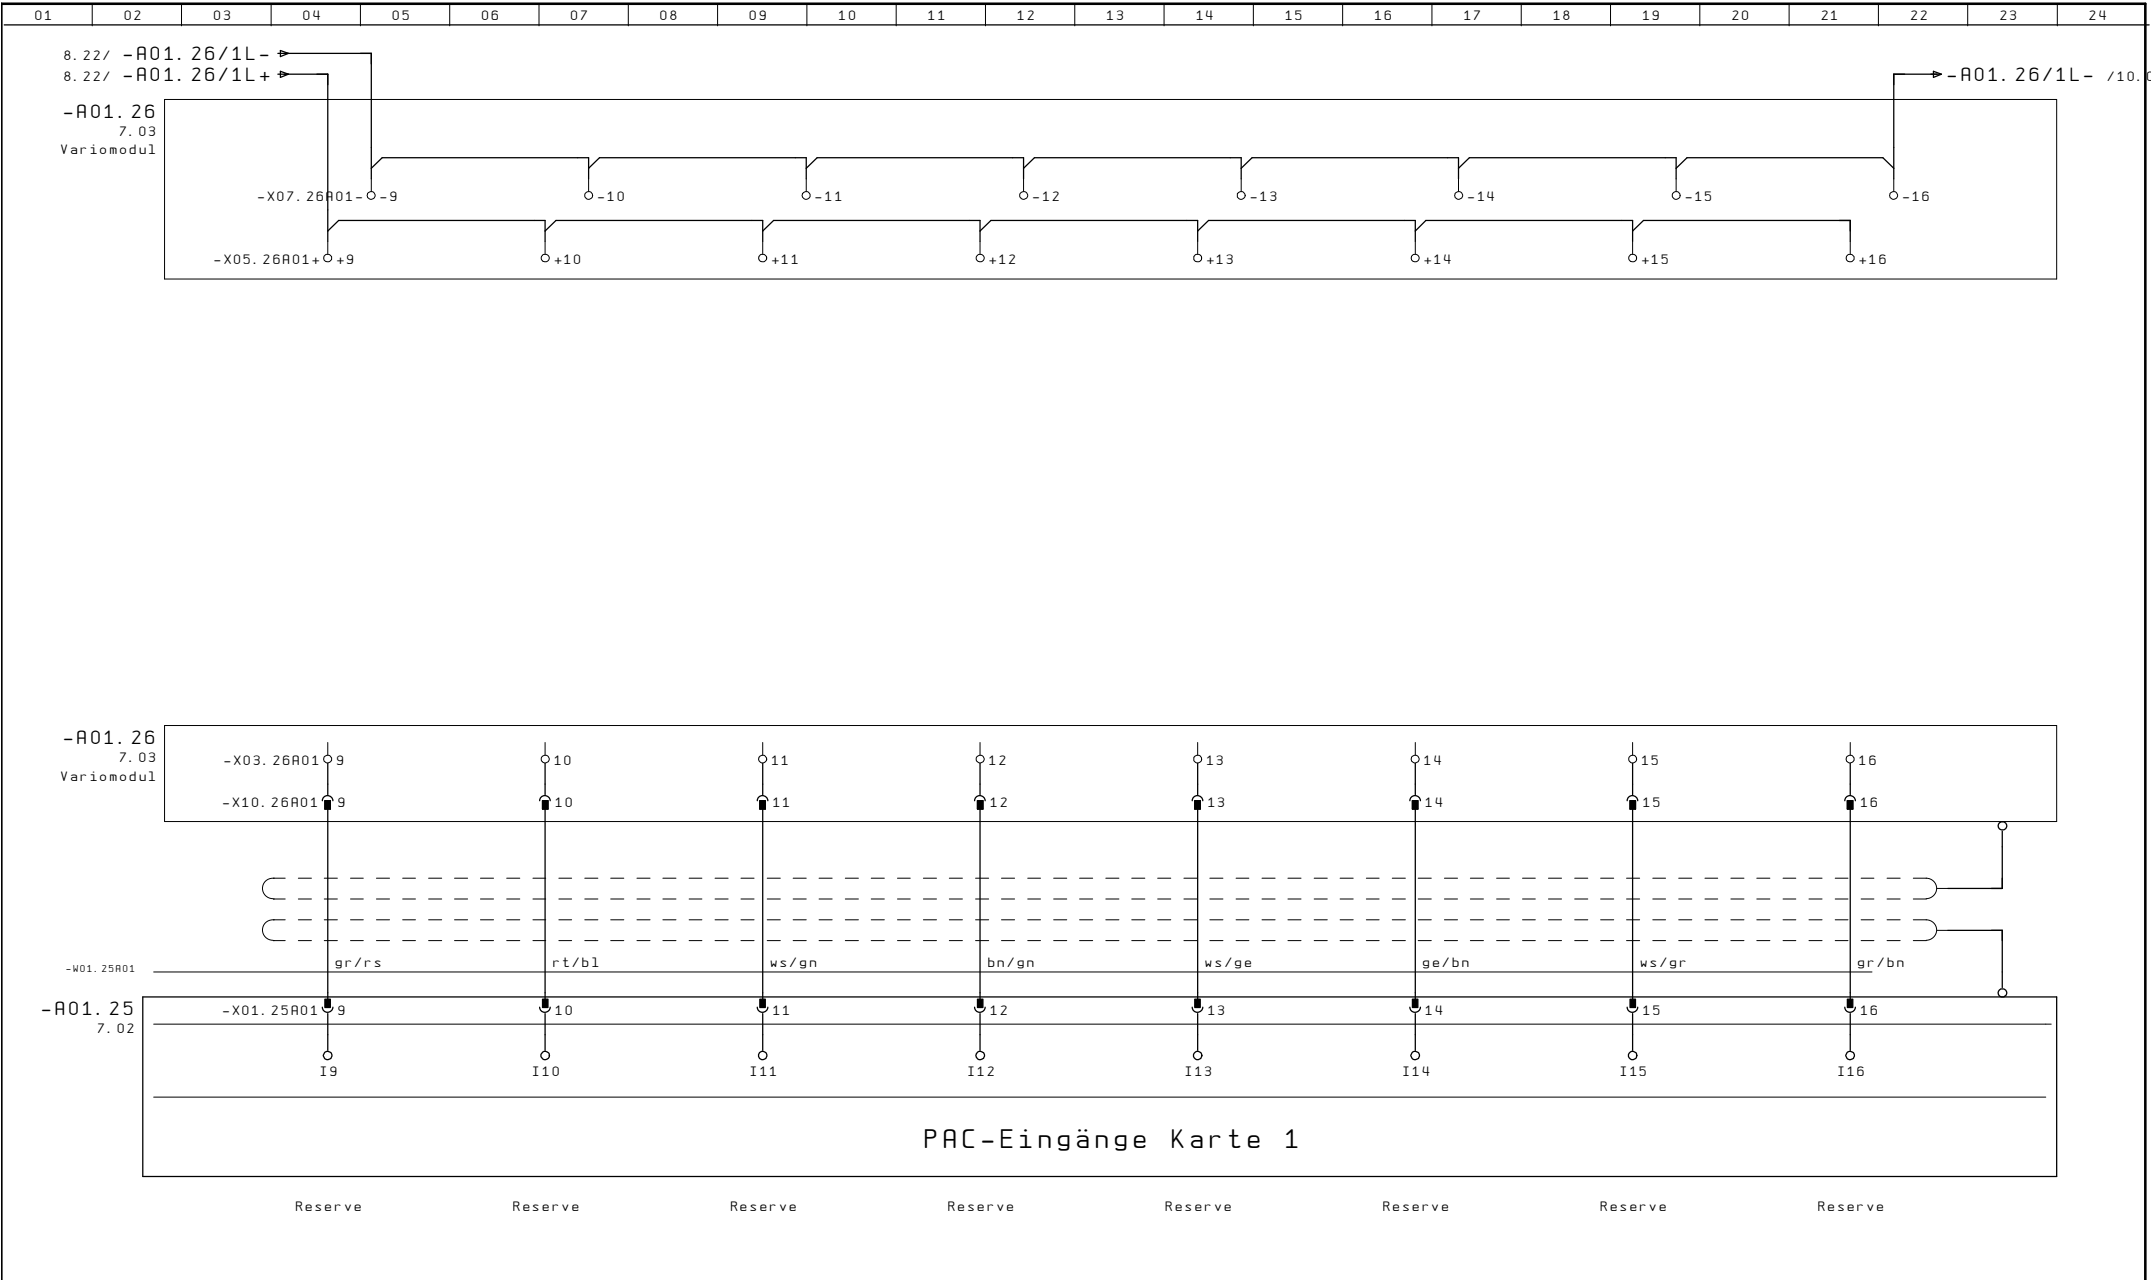 01 02 03 04 05 06 07 08 09 10 11 12 13 14 15 16 17 18 19 20 21 22 23 24
8.22/ -A01.26/1L-
8.22/ -A01.26/1L+ -A01.26/1L- /10.0
-A01.26
7.03
Variomodul
-X07.26A01- -9 -10 -11 -12 -13 -14 -15 -16
-X05.26A01+ +9 +10 +11 +12 +13 +14 +15 +16
-A01.26
7.03
Variomodul
-X03.26A01 9 10 11 12 13 14 15 16
-X10.26A01 9 10 11 12 13 14 15 16
gr/rs rt/bl ws/gn bn/gn ws/ge ge/bn ws/gr gr/bn
-W01.25A01
-A01.25
7.02
-X01.25A01 9 10 11 12 13 14 15 16
I9 I10 I11 I12 I13 I14 I15 I16
PAC-Eingänge Karte 1
Reserve Reserve Reserve Reserve Reserve Reserve Reserve Reserve